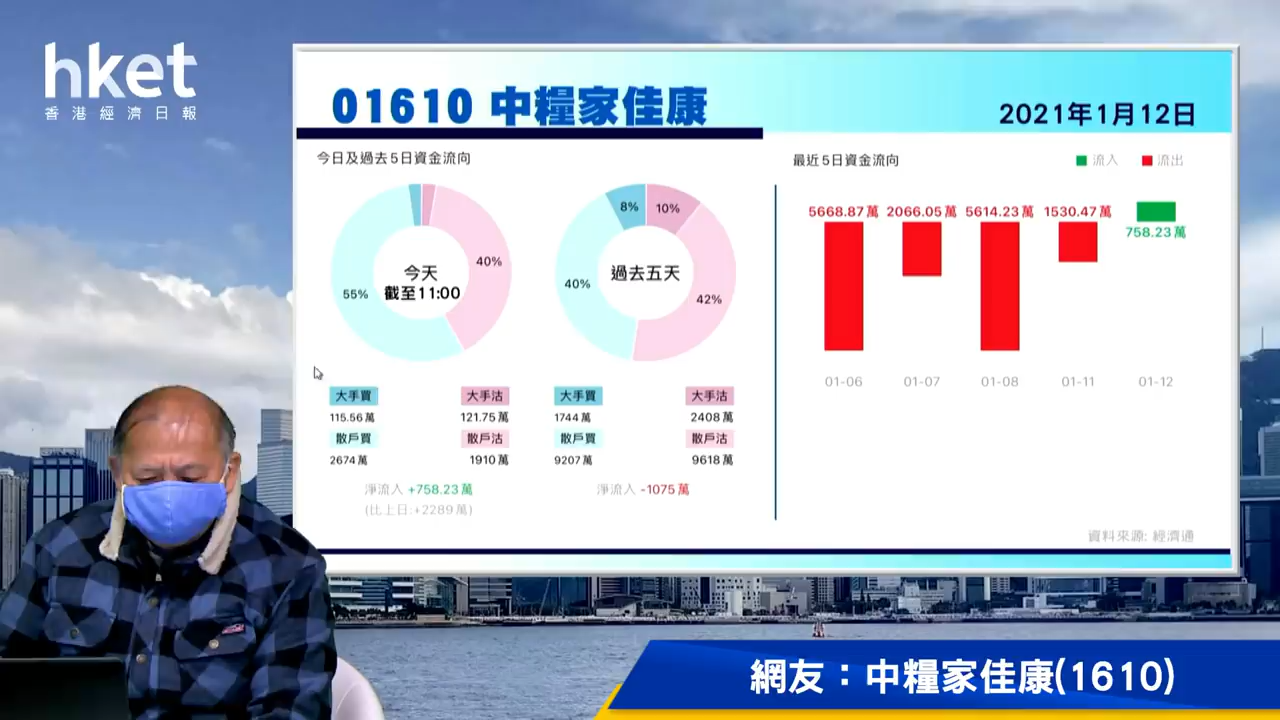 hket
香港經濟日報
01610 中糧家佳康
2021年1月12日
今日及過去5日資金流向
40%
55%
今天
截至11:00
8%
10%
40%
42%
過去五天
大手買
大手沽
115.56萬
121.75萬
散戶買
散戶沽
2674萬
1910萬
淨流入 +758.23萬
(比上日:+2289萬)
大手買
大手沽
1744萬
2408萬
散戶買
散戶沽
9207萬
9618萬
淨流入 -1075萬
最近5日資金流向
流入
流出
5668.87萬 2066.05萬 5614.23萬 1530.47萬
758.23萬
01-06 01-07 01-08 01-11 01-12
資料來源: 經濟通
網友：中糧家佳康(1610)